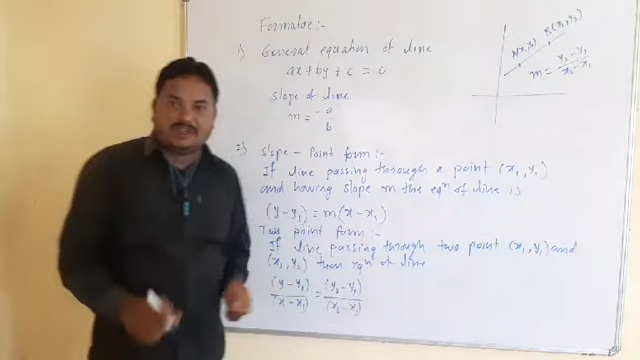 Formulae:-
1) General equation of line
ax + by + c = 0
slope of line
m = -a/b
2) slope - Point form :-
If line passing through a point (x₁, y₁)
and having slope m the eqⁿ of line is
(y-y₁) = m(x-x₁)
Two point form :-
If line passing through two point (x₁, y₁) and
(x₂, y₂) then eqⁿ of line
(y-y₁)/(x-x₁) = (y₂-y₁)/(x₂-x₁)
A(x₁,y₁) B(x₂,y₂)
m = y₂-y₁/x₂-x₁